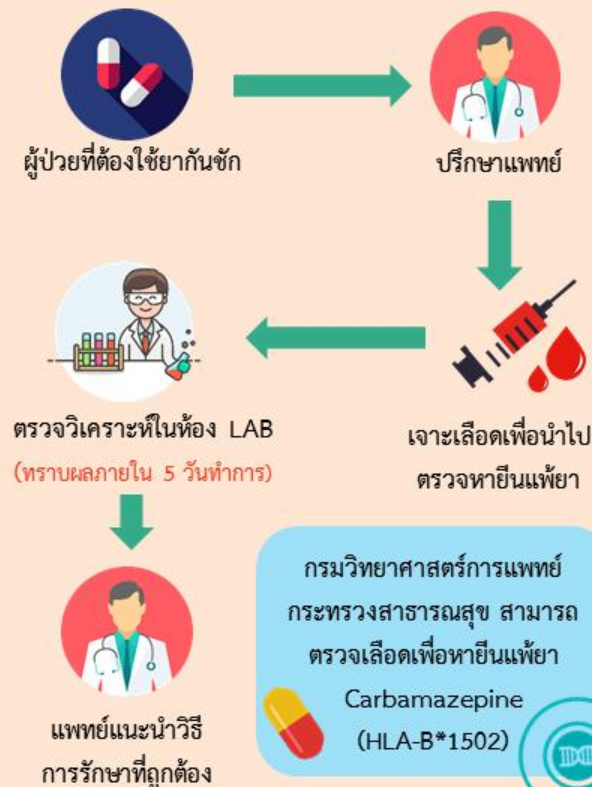 ผู้ป่วยที่ต้องใช้ยากันชัก
ปรึกษาแพทย์
เจาะเลือดเพื่อนำไป
ตรวจหายีนแพ้ยา
ตรวจวิเคราะห์ในห้อง LAB
(ทราบผลภายใน 5 วันทำการ)
แพทย์แนะนำวิธี
การรักษาที่ถูกต้อง
กรมวิทยาศาสตร์การแพทย์
กระทรวงสาธารณสุข สามารถ
ตรวจเลือดเพื่อหายีนแพ้ยา
Carbamazepine
(HLA-B*1502)